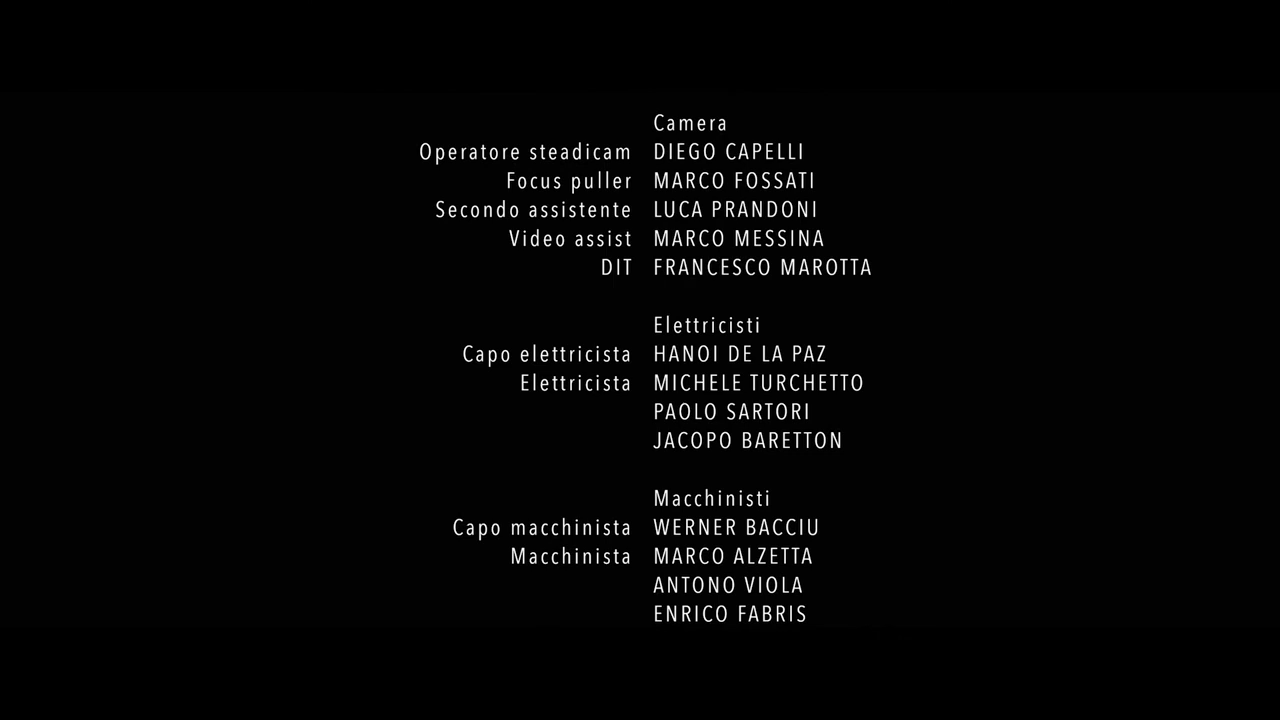 Camera
Operatore steadicam DIEGO CAPELLI
Focus puller MARCO FOSSATI
Secondo assistente LUCA PRANDONI
Video assist MARCO MESSINA
DIT FRANCESCO MAROTTA
Elettricisti
Capo elettricista HANOI DE LA PAZ
Elettricista MICHELE TURCHETTO
PAOLO SARTORI
JACOPO BARETTON
Macchinisti
Capo macchinista WERNER BACCIU
Macchinista MARCO ALZETTA
ANTONO VIOLA
ENRICO FABRIS